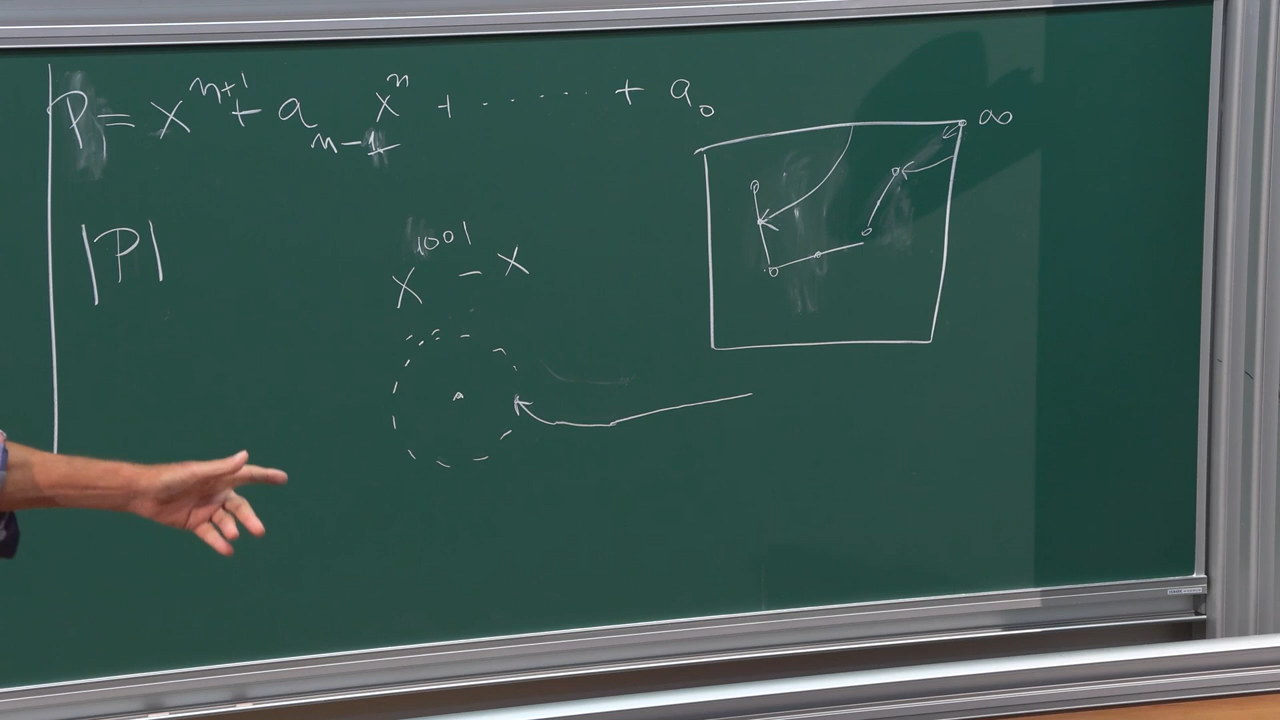 P = x^{n+1} + a_{n-1} x^n + ........ + a_0
∞
|P|
x^{1001} - x